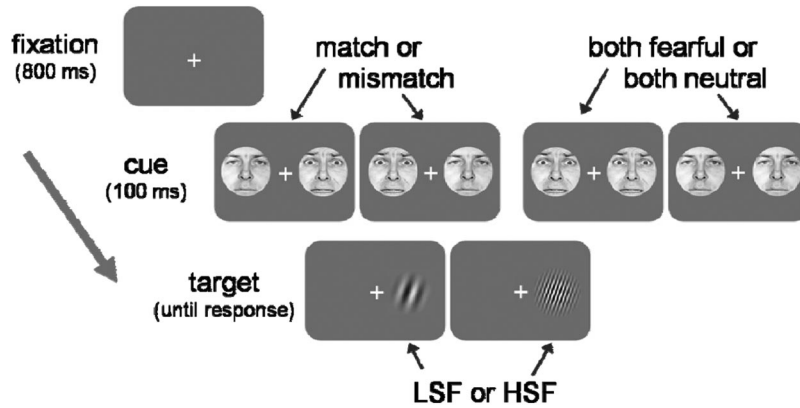 fixation
(800 ms)
match or
mismatch
both fearful or
both neutral
cue
(100 ms)
target
(until response)
LSF or HSF